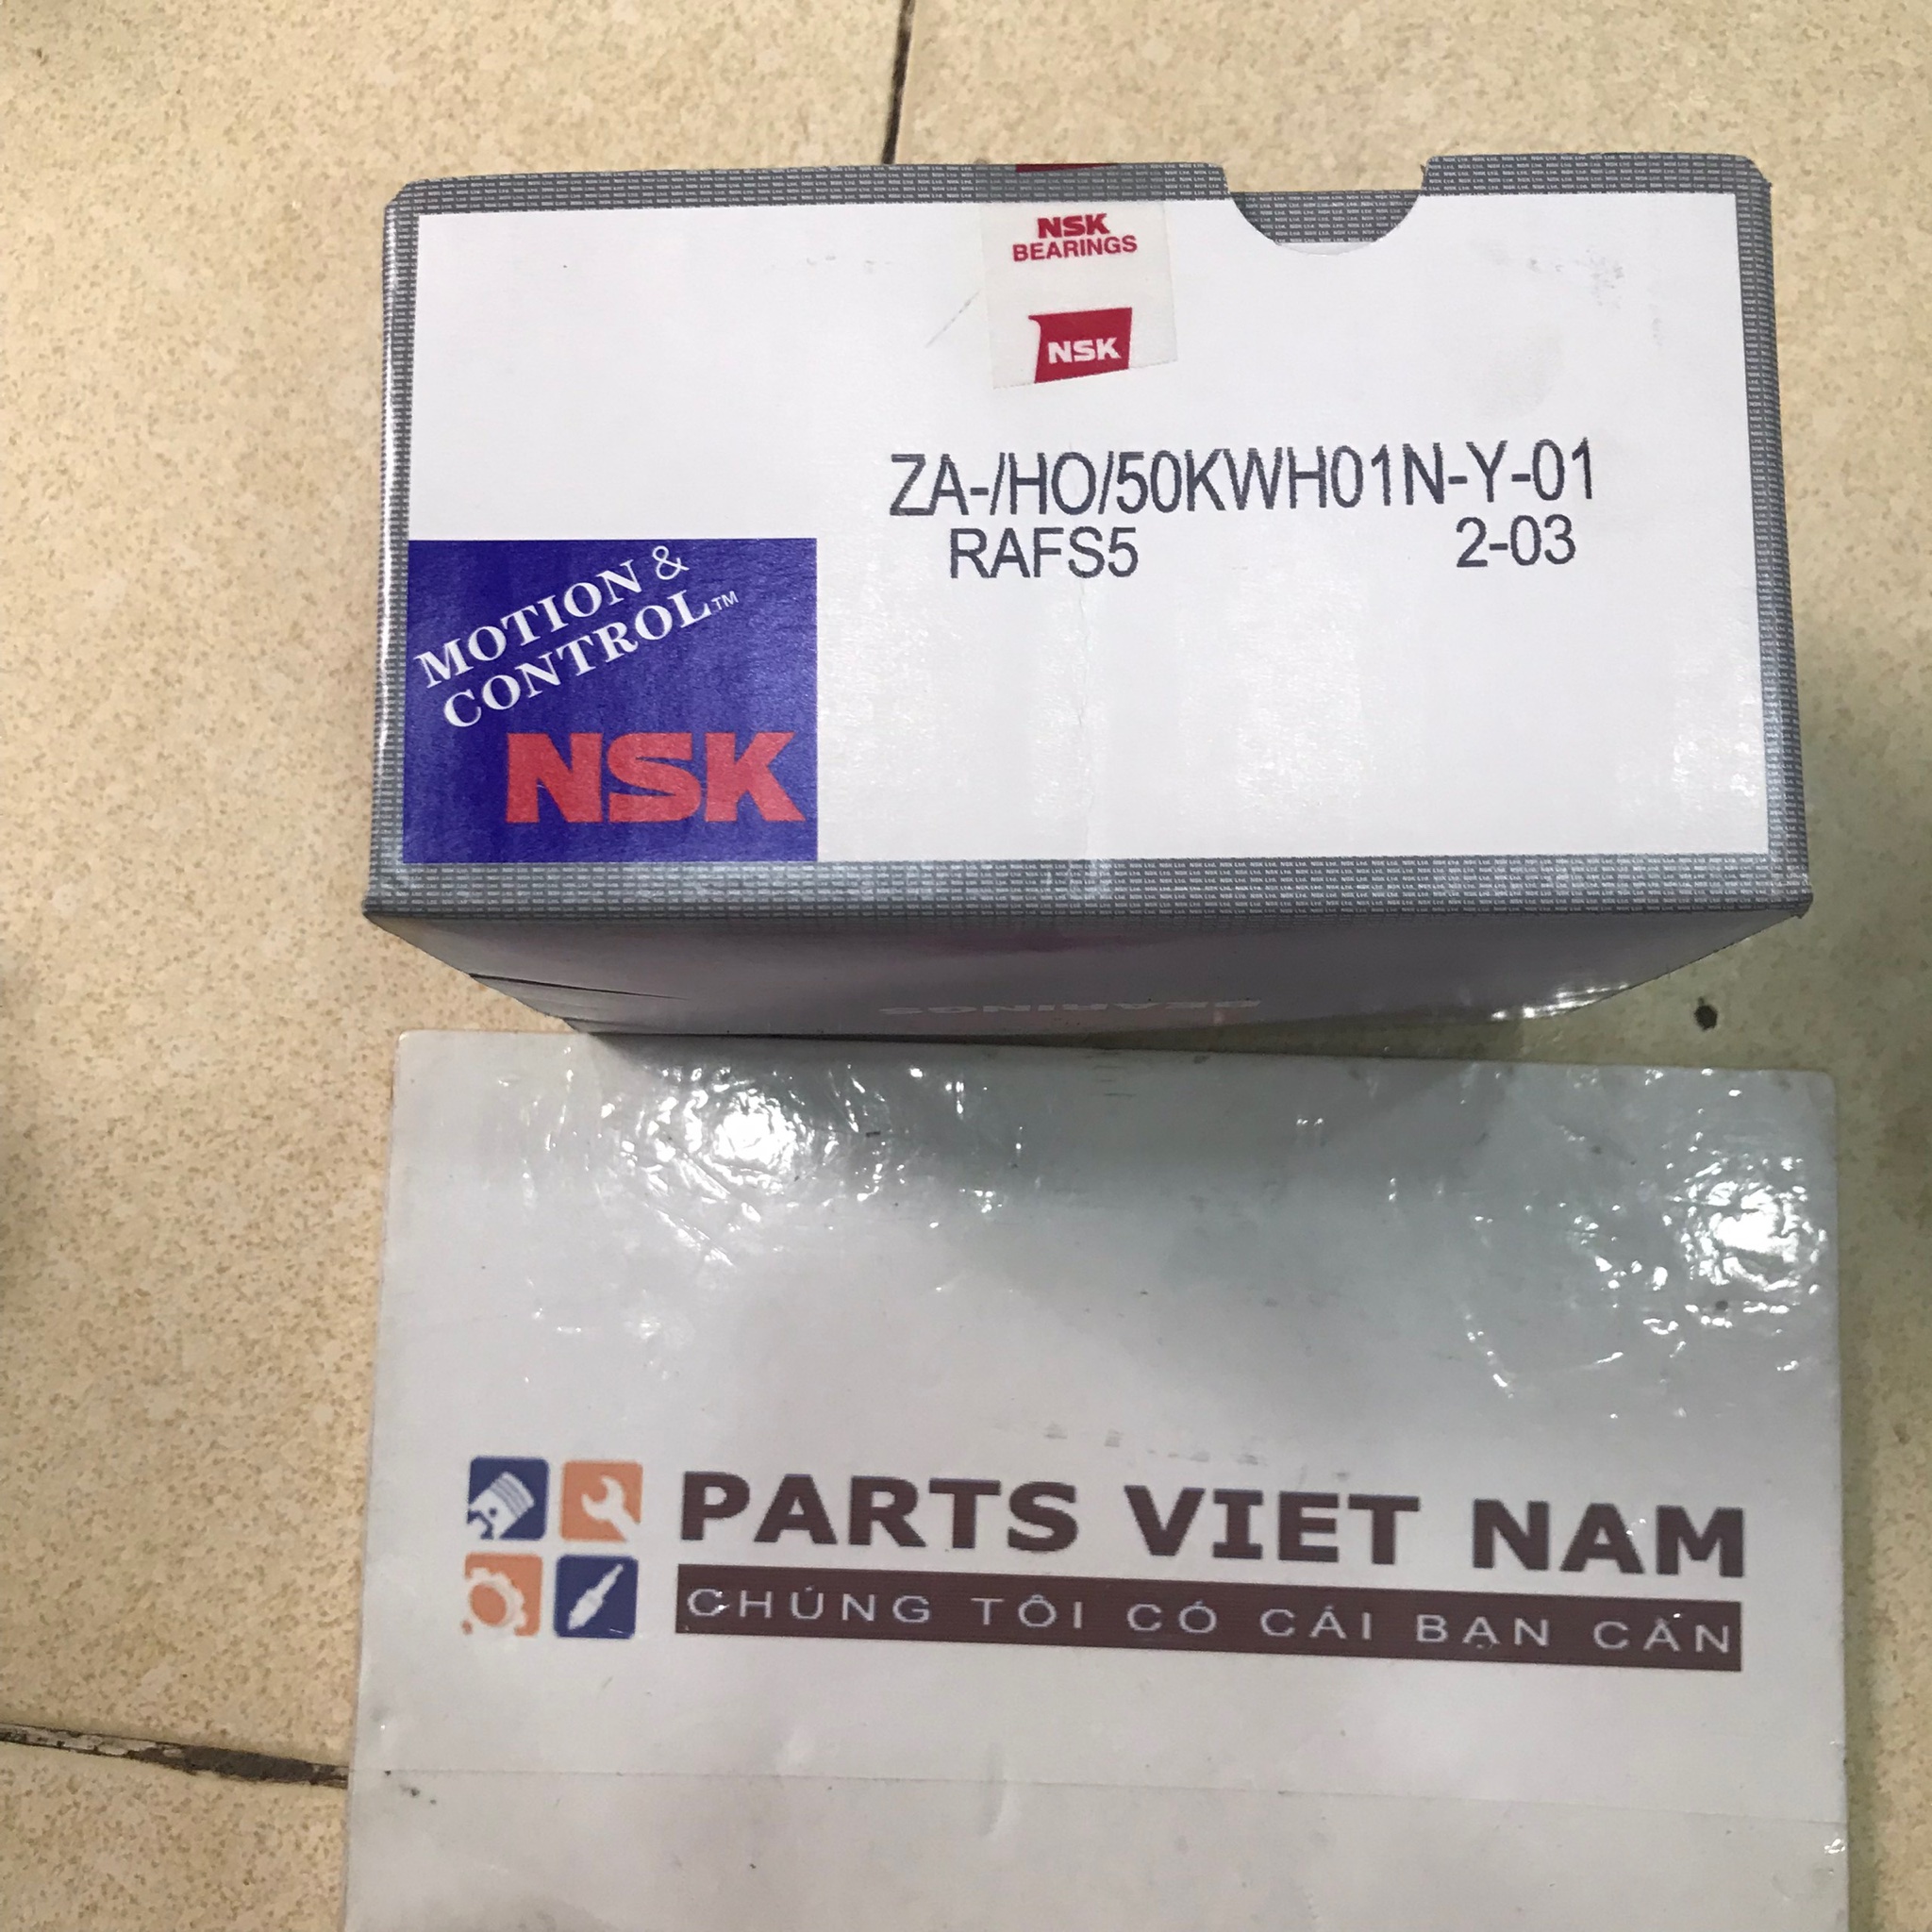 NSK
BEARINGS
NSK
ZA-/HO/50KWH01N-Y-01
RAFS5 2-03
MOTION &
CONTROL™
NSK
BEARINGS
PARTS VIET NAM
CHÚNG TÔI CÓ CÁI BẠN CẦN